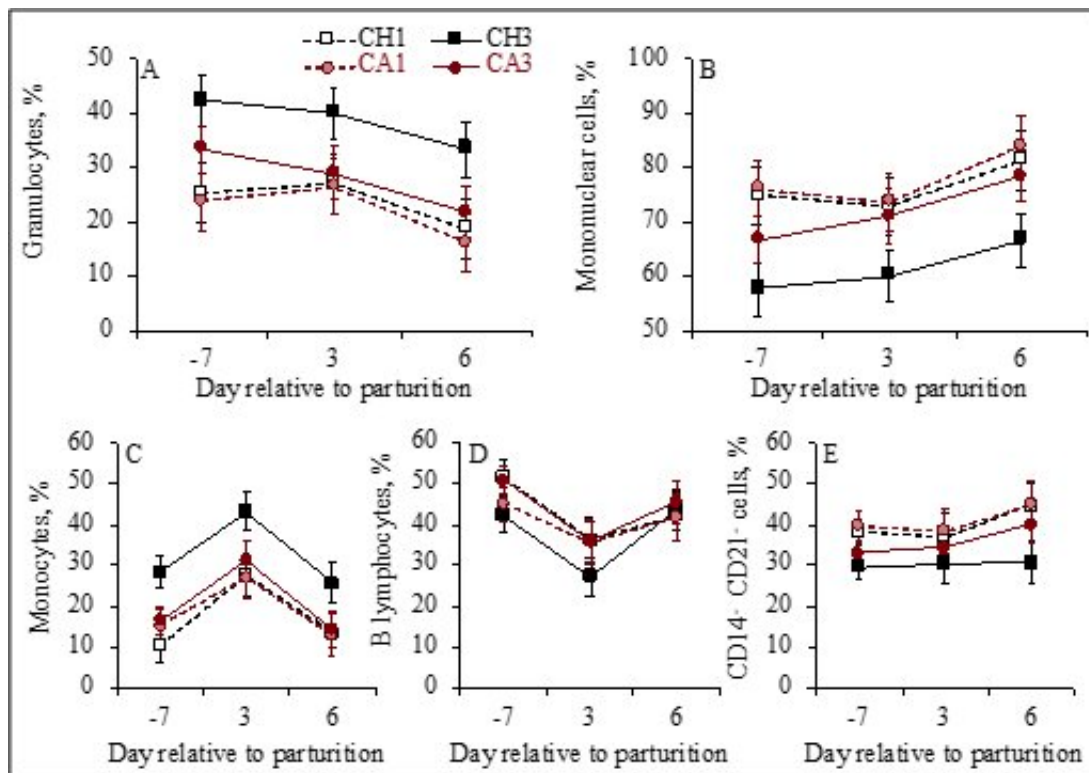 CH1 CH3
CA1 CA3
A
Granulocytes, %
50
40
30
20
10
0
-7 3 6
Day relative to parturition
B
Mononuclear cells, %
100
90
80
70
60
50
-7 3 6
Day relative to parturition
C
Monocytes, %
60
50
40
30
20
10
0
-7 3 6
Day relative to parturition
D
B lymphocytes, %
60
50
40
30
20
10
0
-7 3 6
Day relative to parturition
E
CD14- CD21- cells, %
60
50
40
30
20
10
0
-7 3 6
Day relative to parturition